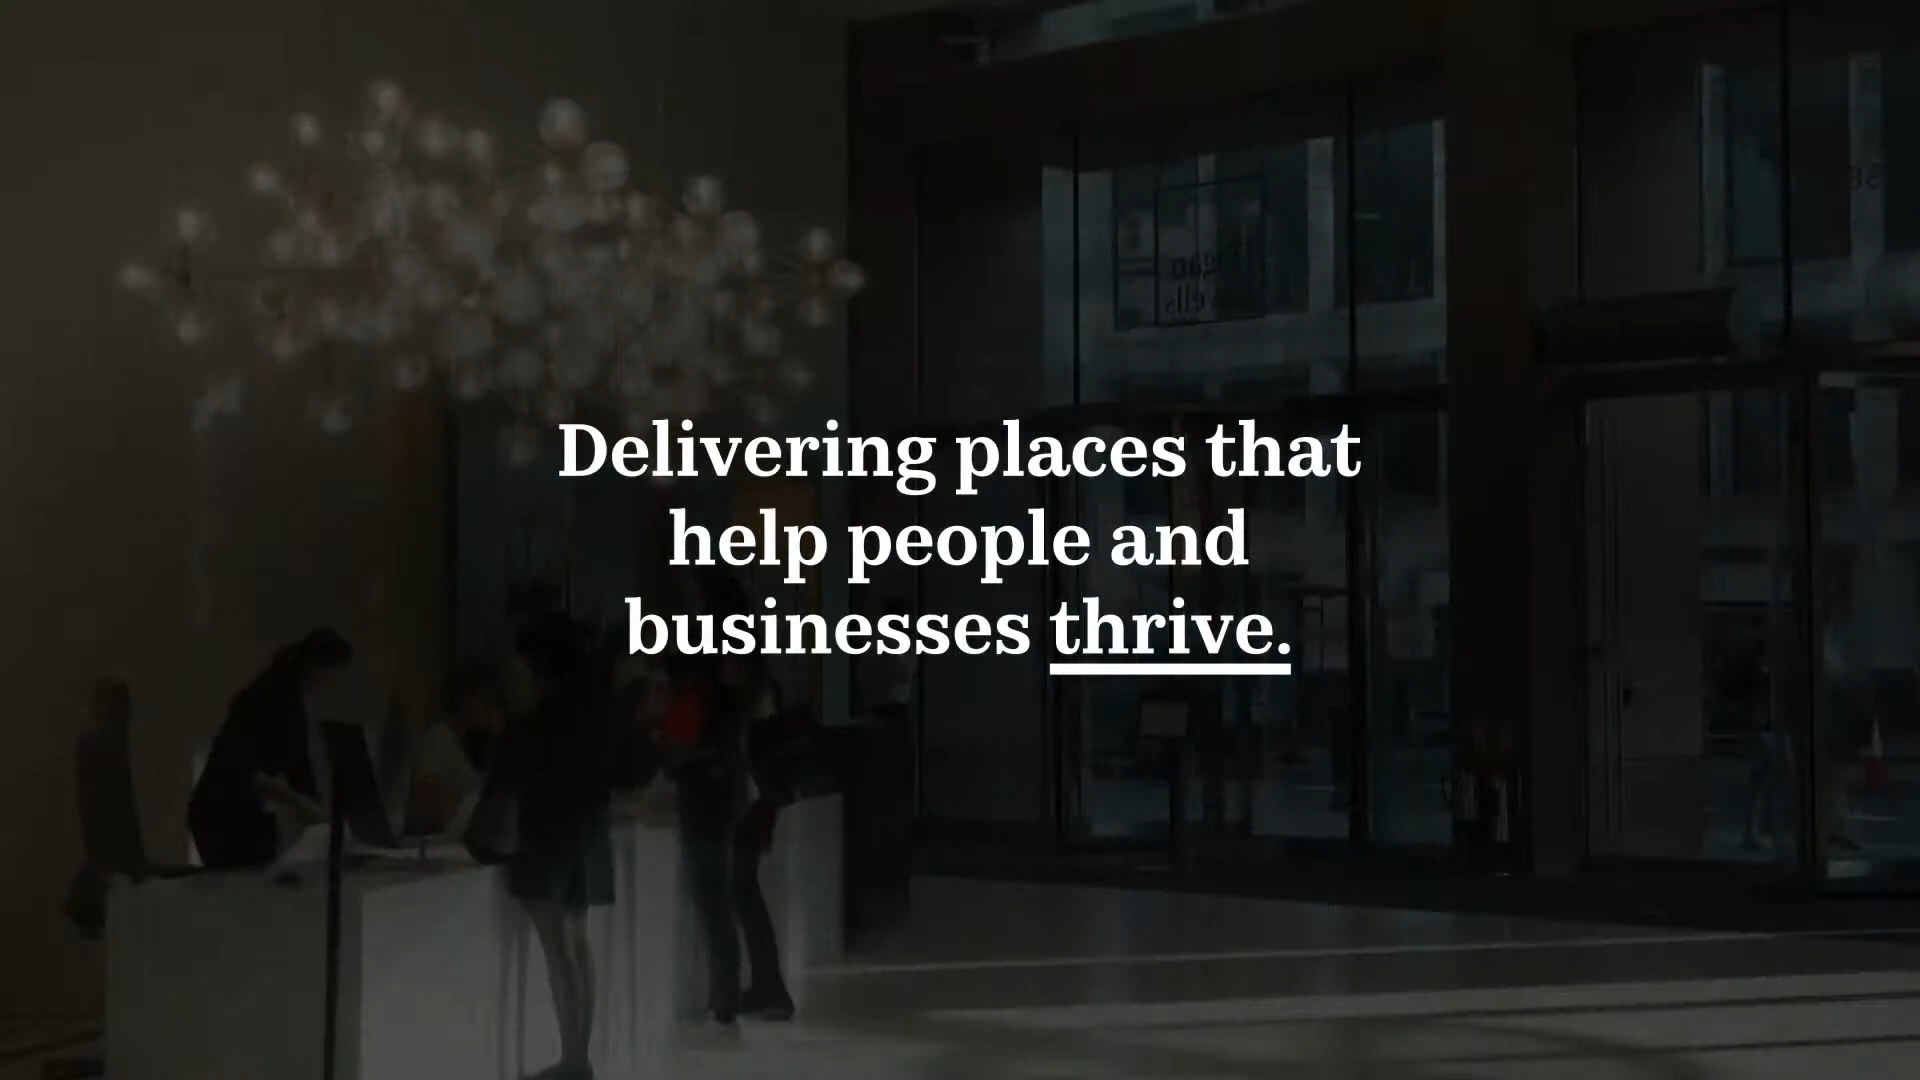 Delivering places that
help people and
businesses thrive.